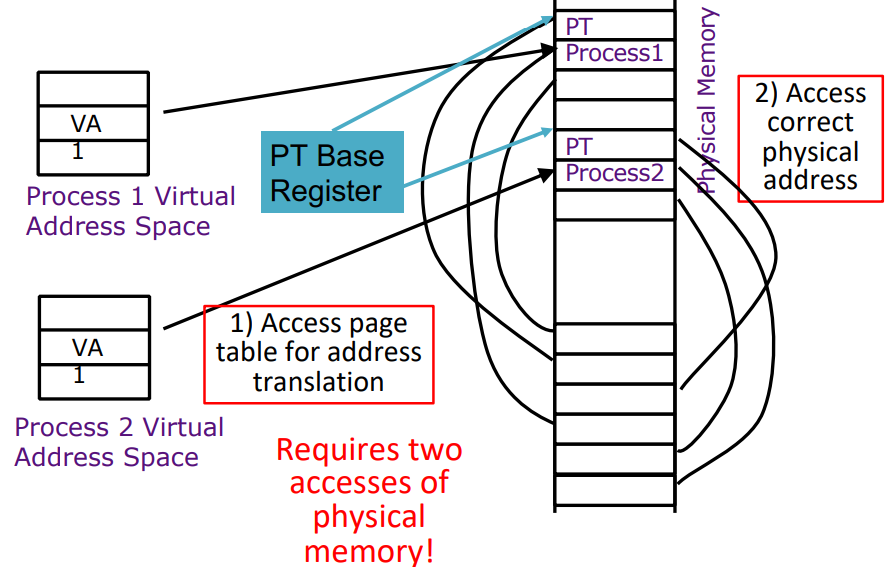 PT
Process1
VA
1
Process 1 Virtual
Address Space
PT Base
Register
PT
Process2
Physical Memory
2) Access
correct
physical
address
VA
1
Process 2 Virtual
Address Space
1) Access page
table for address
translation
Requires two
accesses of
physical
memory!